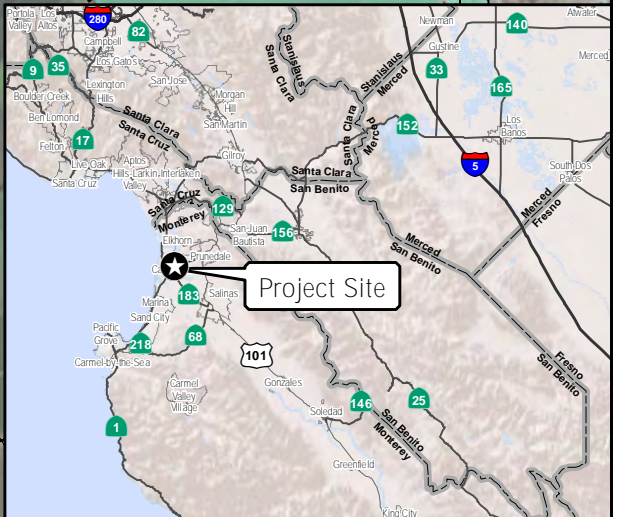 Portola Los
Valley Altos
280
Campbell
82
Newman
140
Atwater
Gustine
33
Merced
9
35
Los Gatos
San Jose
Stanislaus
Santa Clara
Stanislaus
Merced
165
Boulder Creek
Lexington
Hills
Morgan
Hill
Ben Lomond
San Martin
Santa Clara
Santa Cruz
Santa Clara
Merced
152
Los
Banos
Felton
17
Live Oak
Aptos
Hills-Larkin
Valley
Interlaken
Gilroy
5
South Dos
Palos
Santa Cruz
Santa Clara
San Benito
Santa Cruz
Monterey
129
San Juan
Bautista
156
Merced
Fresno
Elkhorn
Prunedale
Merced
San Benito
Project Site
183
Salinas
Marina
Sand City
Pacific
Grove
218
68
101
Fresno
San Benito
Carmel-by-the-Sea
Carmel
Valley
Village
Gonzales
146
25
Soledad
1
San Benito
Monterey
Greenfield
King City